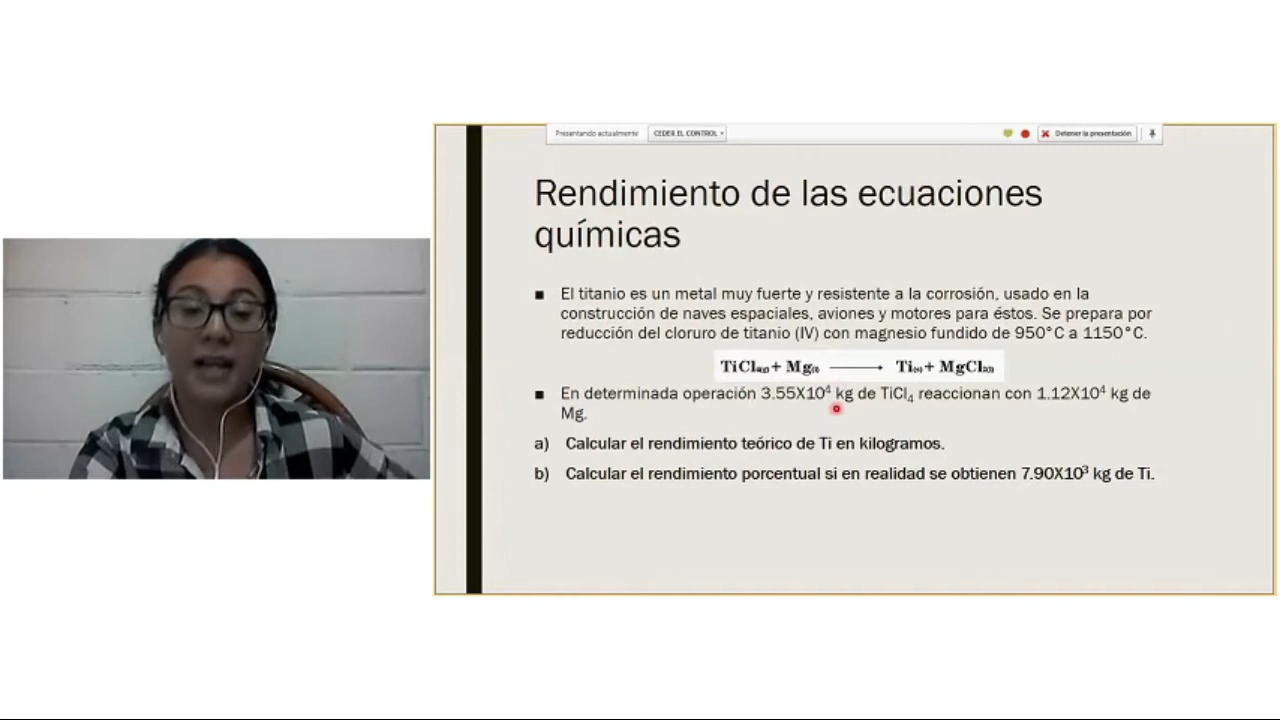 Presentando actualmente CEDER EL CONTROL Detener la presentación
Rendimiento de las ecuaciones
químicas
■ El titanio es un metal muy fuerte y resistente a la corrosión, usado en la
construcción de naves espaciales, aviones y motores para éstos. Se prepara por
reducción del cloruro de titanio (IV) con magnesio fundido de 950°C a 1150°C.
TiCl₄(g) + Mg(l) ⟶ Ti(s) + MgCl₂(l)
■ En determinada operación 3.55X10⁴ kg de TiCl₄ reaccionan con 1.12X10⁴ kg de
Mg.
a) Calcular el rendimiento teórico de Ti en kilogramos.
b) Calcular el rendimiento porcentual si en realidad se obtienen 7.90X10³ kg de Ti.